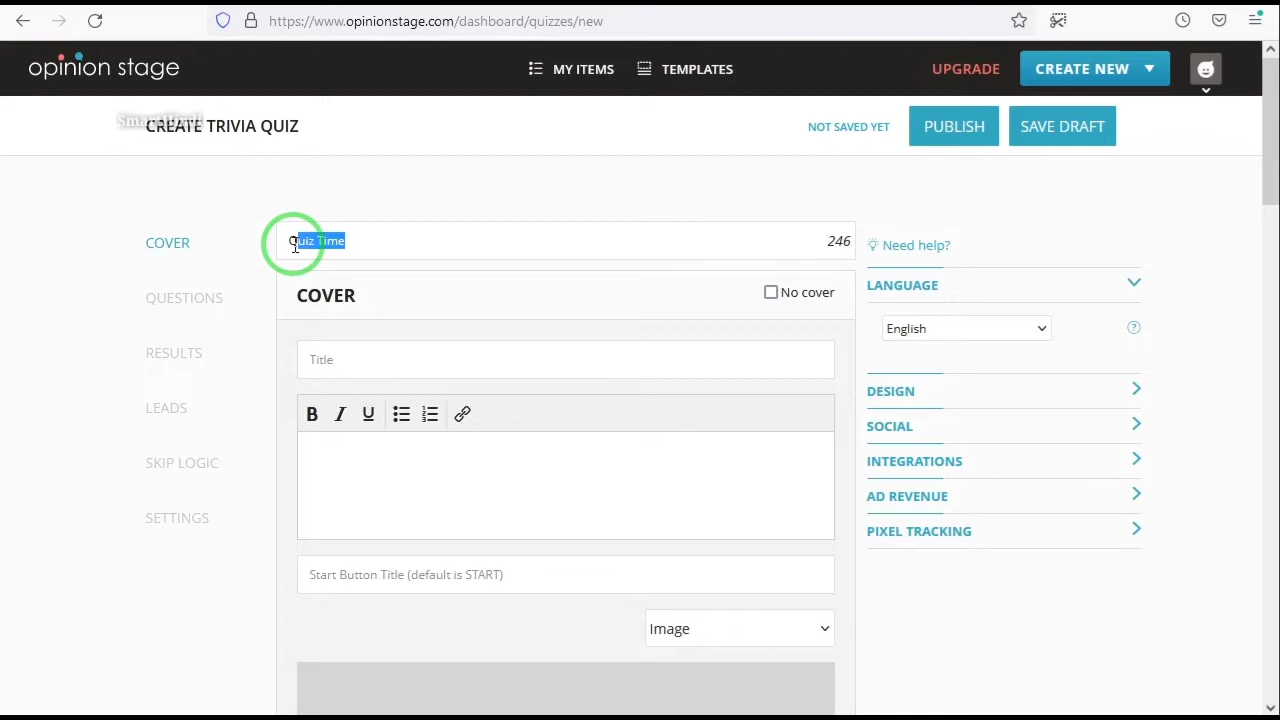 https://www.opinionstage.com/dashboard/quizzes/new
opinion stage
MY ITEMS
TEMPLATES
UPGRADE
CREATE NEW
CREATE TRIVIA QUIZ
NOT SAVED YET
PUBLISH
SAVE DRAFT
COVER
QUESTIONS
RESULTS
LEADS
SKIP LOGIC
SETTINGS
Quiz Time
246
COVER
No cover
Title
B I U
Start Button Title (default is START)
Image
Need help?
LANGUAGE
English
DESIGN
SOCIAL
INTEGRATIONS
AD REVENUE
PIXEL TRACKING